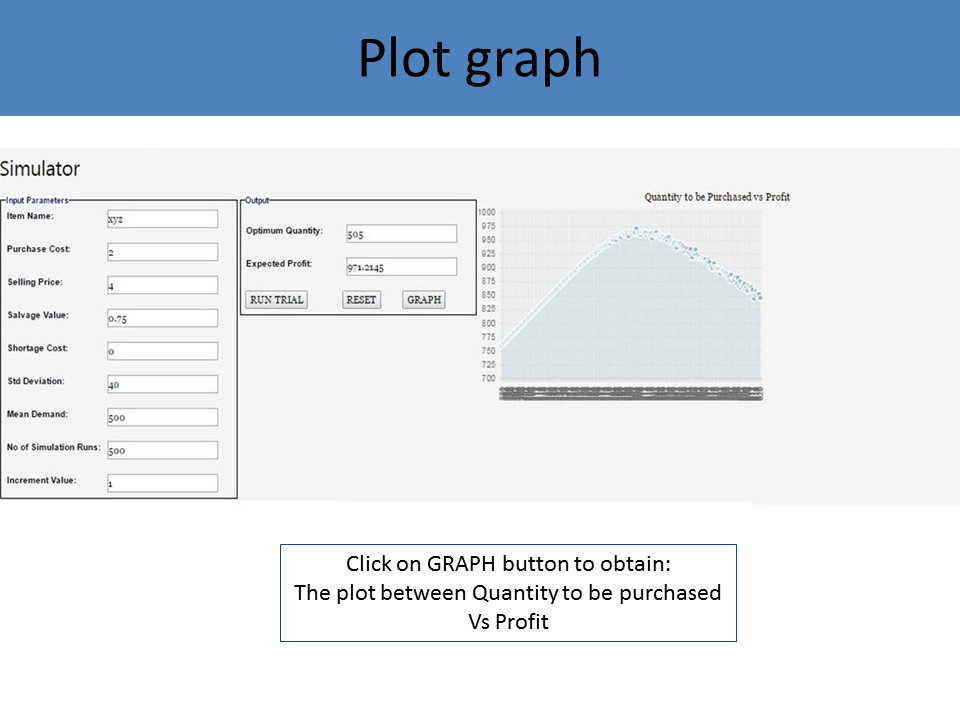 Plot graph
Simulator
Input Parameters
Item Name: xyz
Purchase Cost: 2
Selling Price: 4
Salvage Value: 0.75
Shortage Cost: 0
Std Deviation: 40
Mean Demand: 500
No of Simulation Runs: 500
Increment Value: 1
Output
Optimum Quantity: 505
Expected Profit: 971.2145
RUN TRIAL RESET GRAPH
Quantity to be Purchased vs Profit
1000
975
950
925
900
875
850
825
800
775
750
725
700
Click on GRAPH button to obtain:
The plot between Quantity to be purchased
Vs Profit